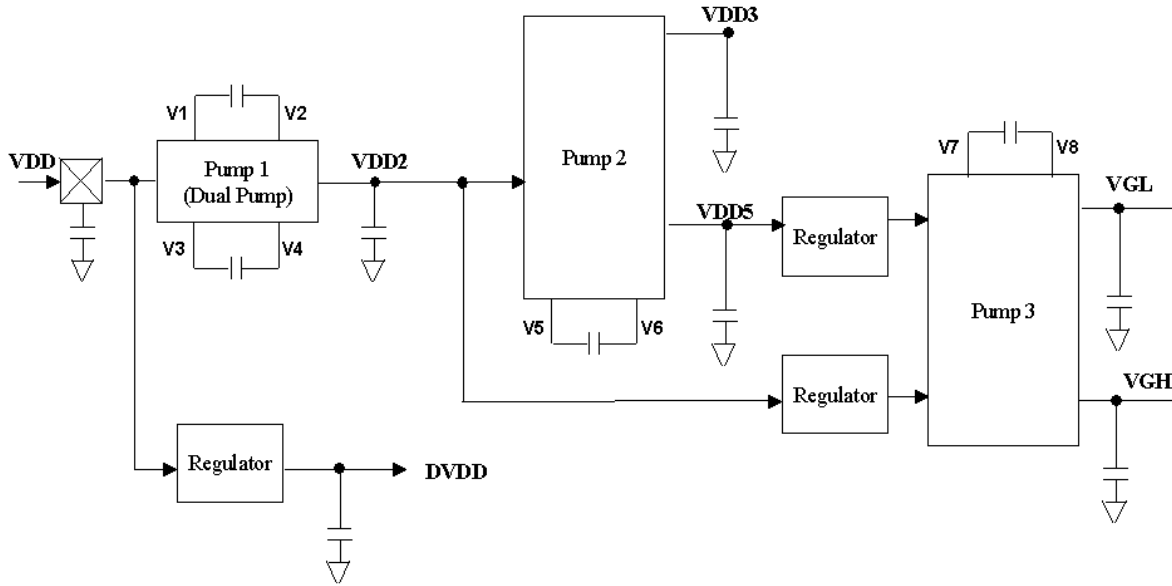 VDD
V1
V2
Pump 1
(Dual Pump)
V3
V4
VDD2
Pump 2
VDD3
VDD5
V5
V6
Regulator
Regulator
V7
V8
Pump 3
VGL
VGH
Regulator
DVDD